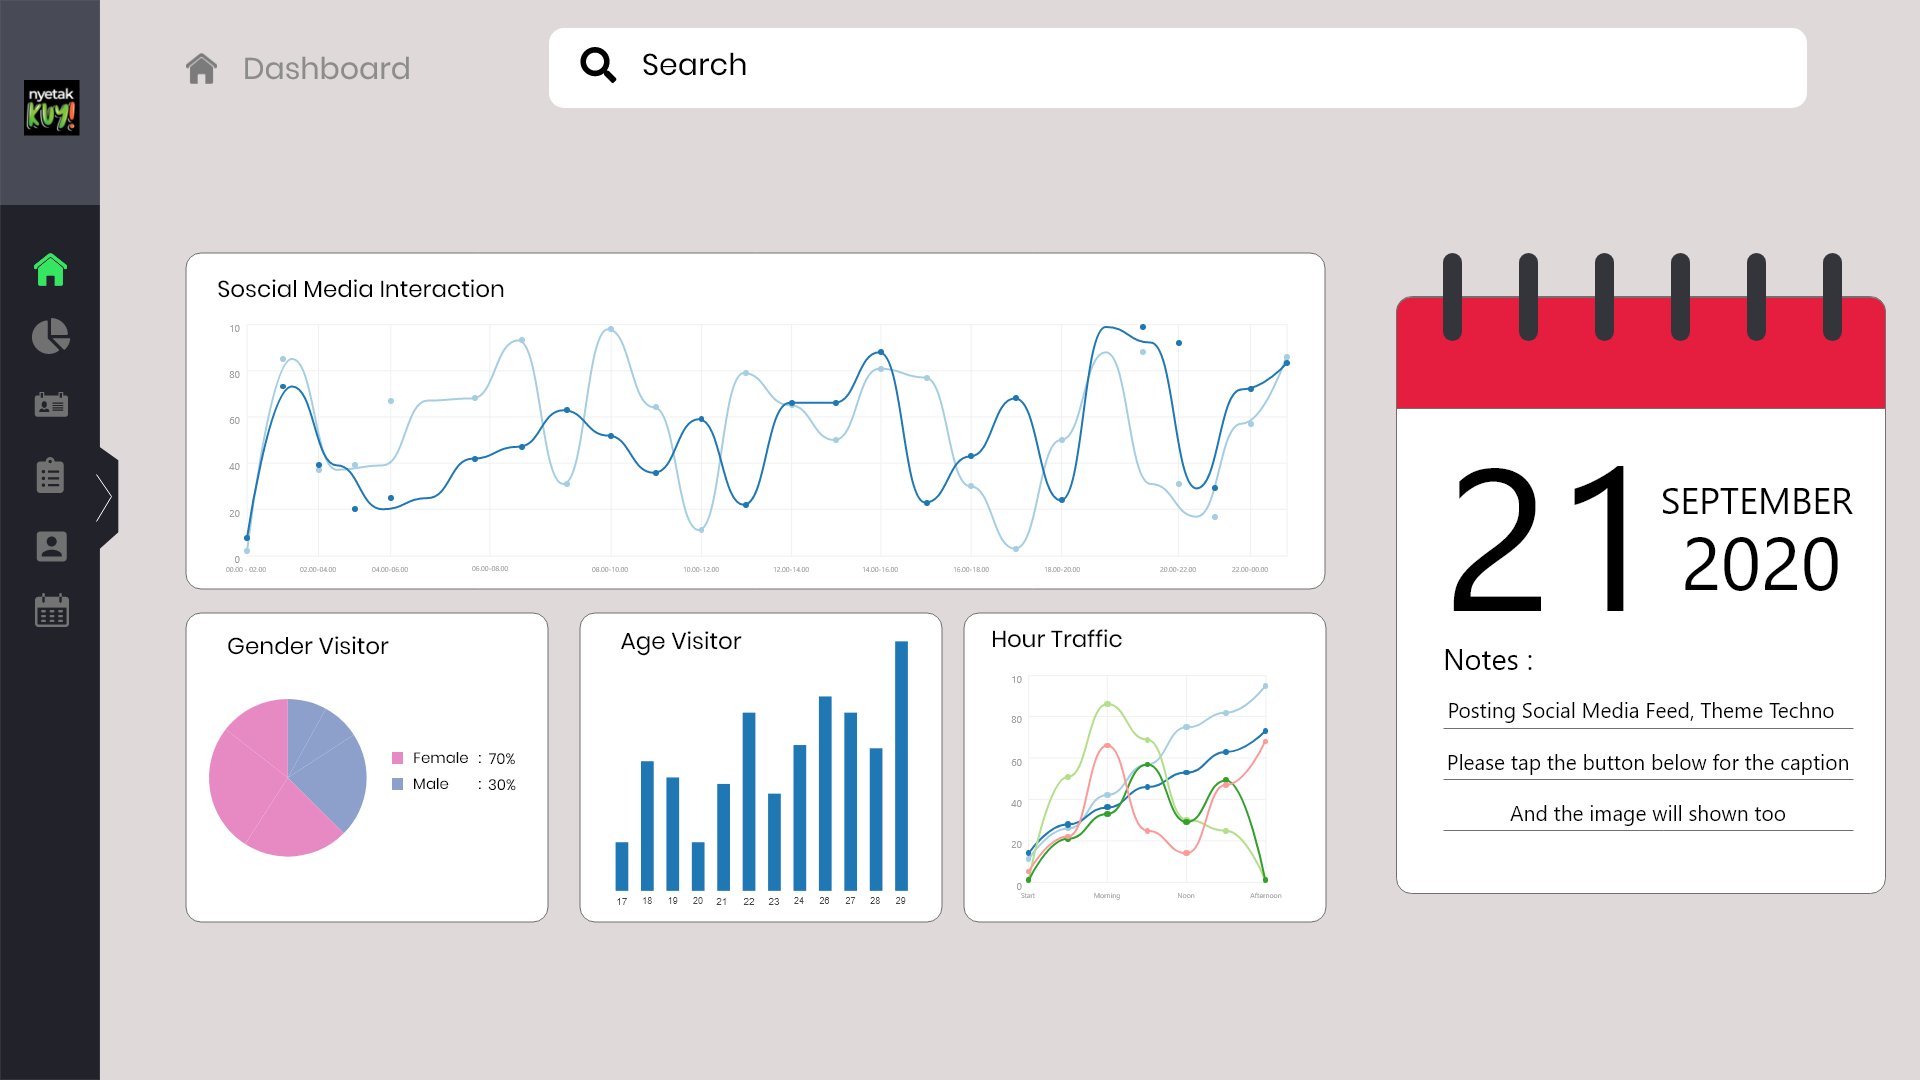 nyetak
KUY!
Dashboard
Search
Soscial Media Interaction
10
80
60
40
20
0
00.00 - 02.00 02.00-04.00 04.00-06.00 06.00-08.00 08.00-10.00 10.00-12.00 12.00-14.00 14.00-16.00 16.00-18.00 18.00-20.00 20.00-22.00 22.00-00.00
Gender Visitor
Female : 70%
Male : 30%
Age Visitor
17 18 19 20 21 22 23 24 26 27 28 29
Hour Traffic
10
80
60
40
20
0
Start Morning Noon Afternoon
21
SEPTEMBER
2020
Notes :
Posting Social Media Feed, Theme Techno
Please tap the button below for the caption
And the image will shown too